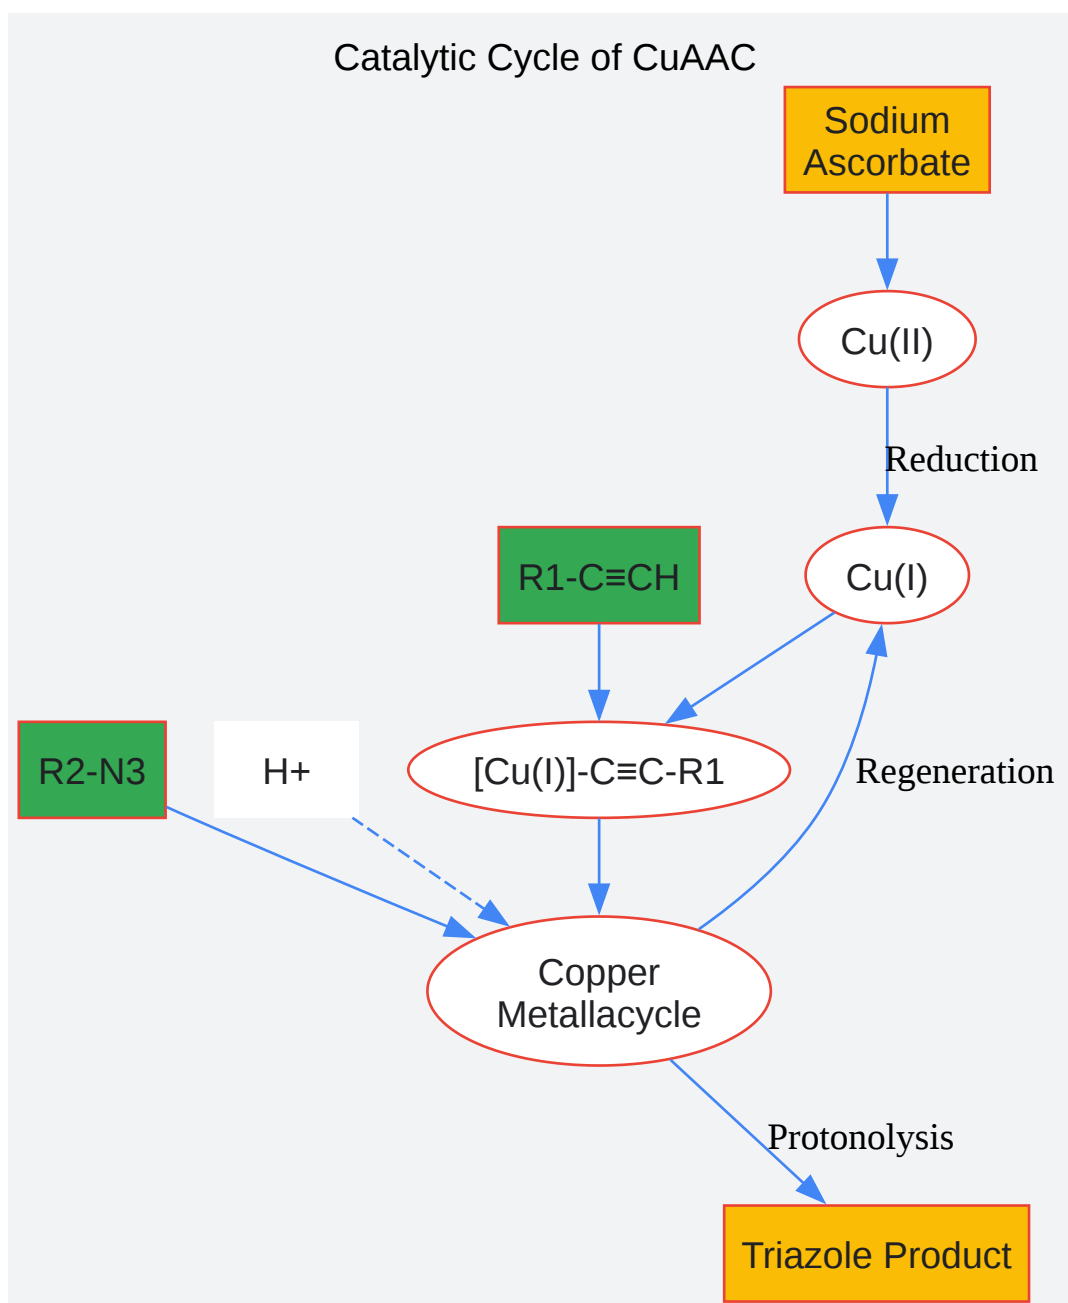 Catalytic Cycle of CuAAC
Sodium
Ascorbate
Cu(II)
Reduction
R1-C≡CH
Cu(I)
R2-N3
H+
[Cu(I)]-C≡C-R1
Regeneration
Copper
Metallacycle
Protonolysis
Triazole Product